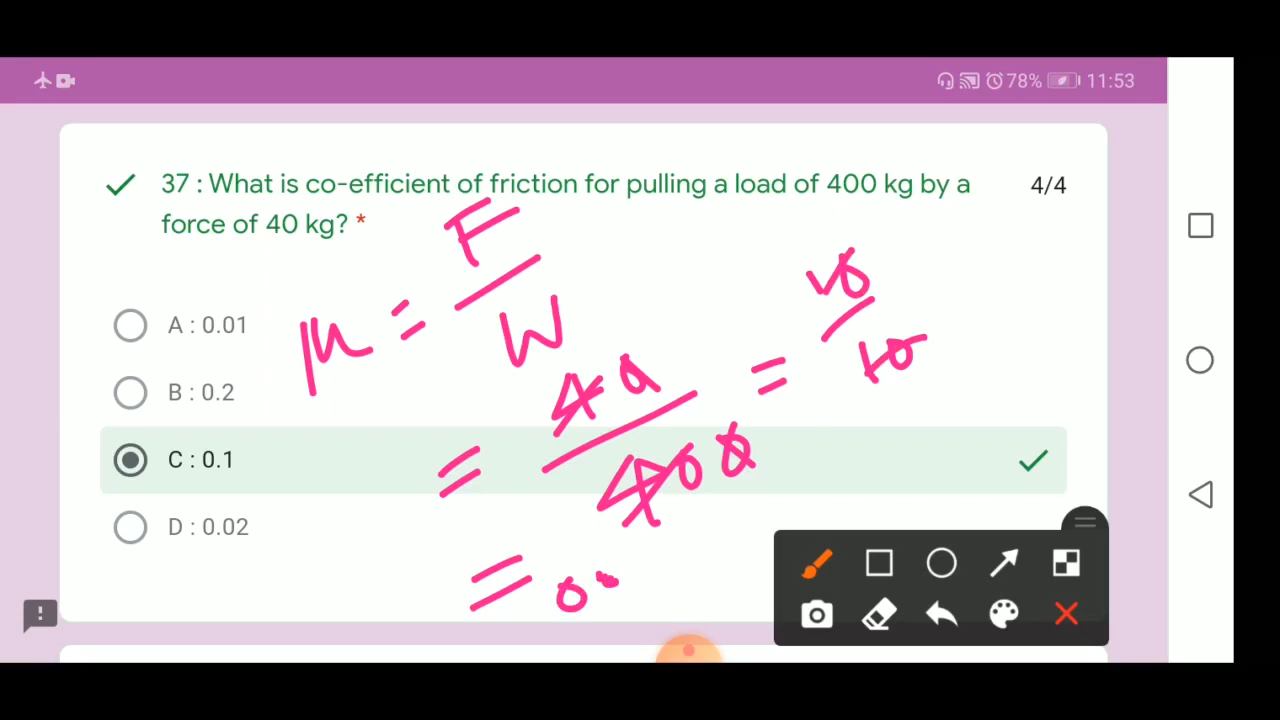 78% 11:53
37 : What is co-efficient of friction for pulling a load of 400 kg by a 4/4
force of 40 kg? *
A : 0.01
B : 0.2
C : 0.1
D : 0.02
μ = F/W
= 40/400 = 10/10
= 0.